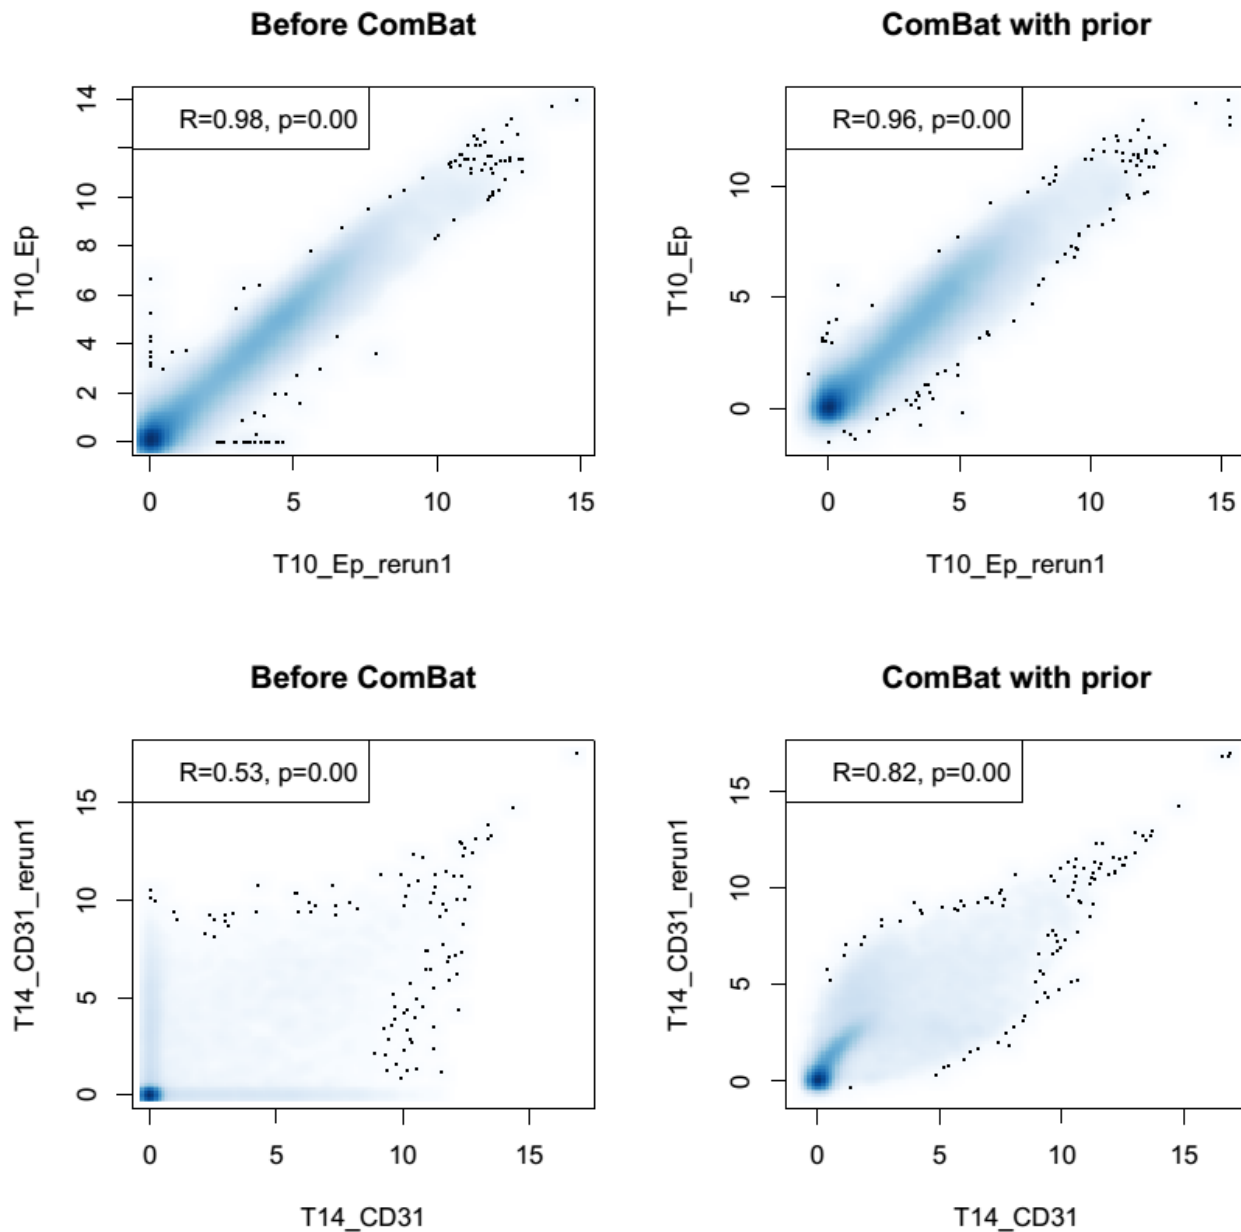 Before ComBat
R=0.98, p=0.00
T10_Ep
14
10
8
6
4
2
0
0 5 10 15
T10_Ep_rerun1
ComBat with prior
R=0.96, p=0.00
T10_Ep
10
5
0
0 5 10 15
T10_Ep_rerun1
Before ComBat
R=0.53, p=0.00
T14_CD31_rerun1
15
10
5
0
0 5 10 15
T14_CD31
ComBat with prior
R=0.82, p=0.00
T14_CD31_rerun1
15
10
5
0
0 5 10 15
T14_CD31